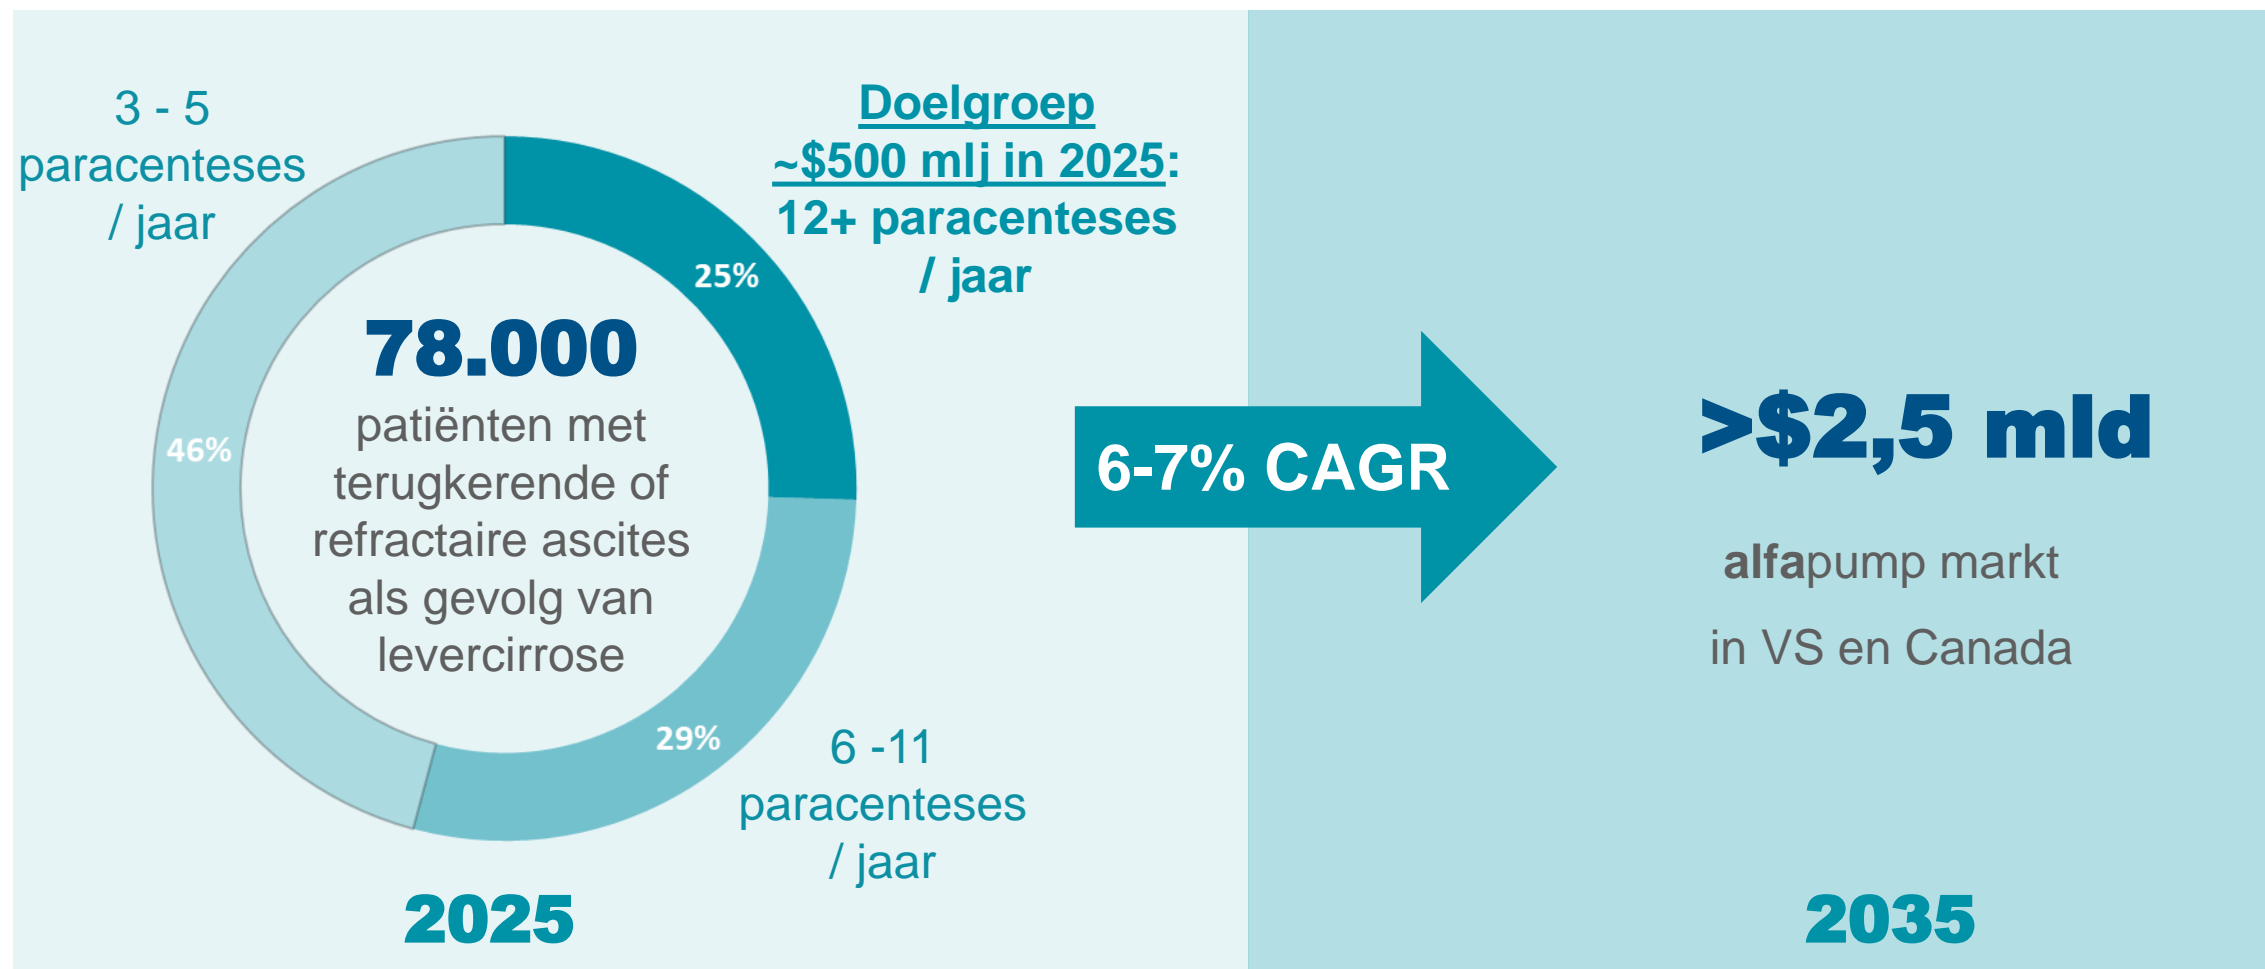 3 - 5
paracenteses
/ jaar
Doelgroep
~$500 mlj in 2025:
12+ paracenteses
/ jaar
25%
46%
29%
78.000
patiënten met
terugkerende of
refractaire ascites
als gevolg van
levercirrose
6 -11
paracenteses
/ jaar
2025
6-7% CAGR
>$2,5 mld
alfapump markt
in VS en Canada
2035